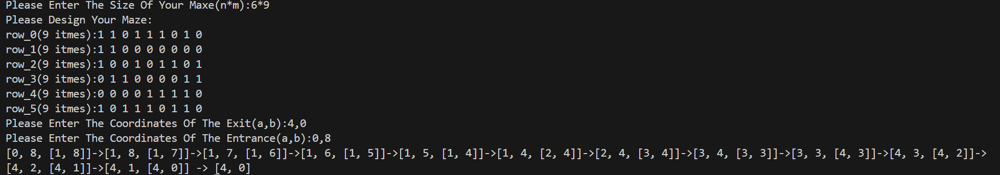 Please Enter The Size Of Your Maxe(n*m):6*9
Please Design Your Maze:
row_0(9 itmes):1 1 0 1 1 1 0 1 0
row_1(9 itmes):1 1 0 0 0 0 0 0 0
row_2(9 itmes):1 0 0 1 0 1 1 0 1
row_3(9 itmes):0 1 1 0 0 0 0 1 1
row_4(9 itmes):0 0 0 0 1 1 1 1 0
row_5(9 itmes):1 0 1 1 1 0 1 1 0
Please Enter The Coordinates Of The Exit(a,b):4,0
Please Enter The Coordinates Of The Entrance(a,b):0,8
[0, 8, [1, 8]]->[1, 8, [1, 7]]->[1, 7, [1, 6]]->[1, 6, [1, 5]]->[1, 5, [1, 4]]->[1, 4, [2, 4]]->[2, 4, [3, 4]]->[3, 4, [3, 3]]->[3, 3, [4, 3]]->[4, 3, [4, 2]]->
[4, 2, [4, 1]]->[4, 1, [4, 0]] -> [4, 0]